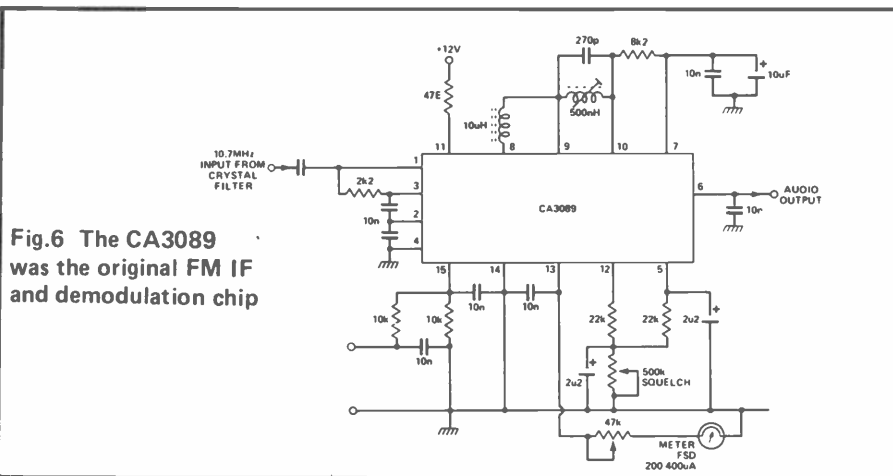 Fig.6 The CA3089
was the original FM IF
and demodulation chip
+12V
47E
10uH
270p
500nH
8k2
10n
+
10uF
11
8
9
10
7
10.7MHz
INPUT FROM
CRYSTAL
FILTER
2k2
10n
1
3
2
4
CA3089
6
AUDIO
OUTPUT
10n
15
14
13
12
5
10n
10n
10k
10k
10n
22k
22k
+
2u2
+
2u2
500k
SQUELCH
47k
METER
FSD
200 400uA